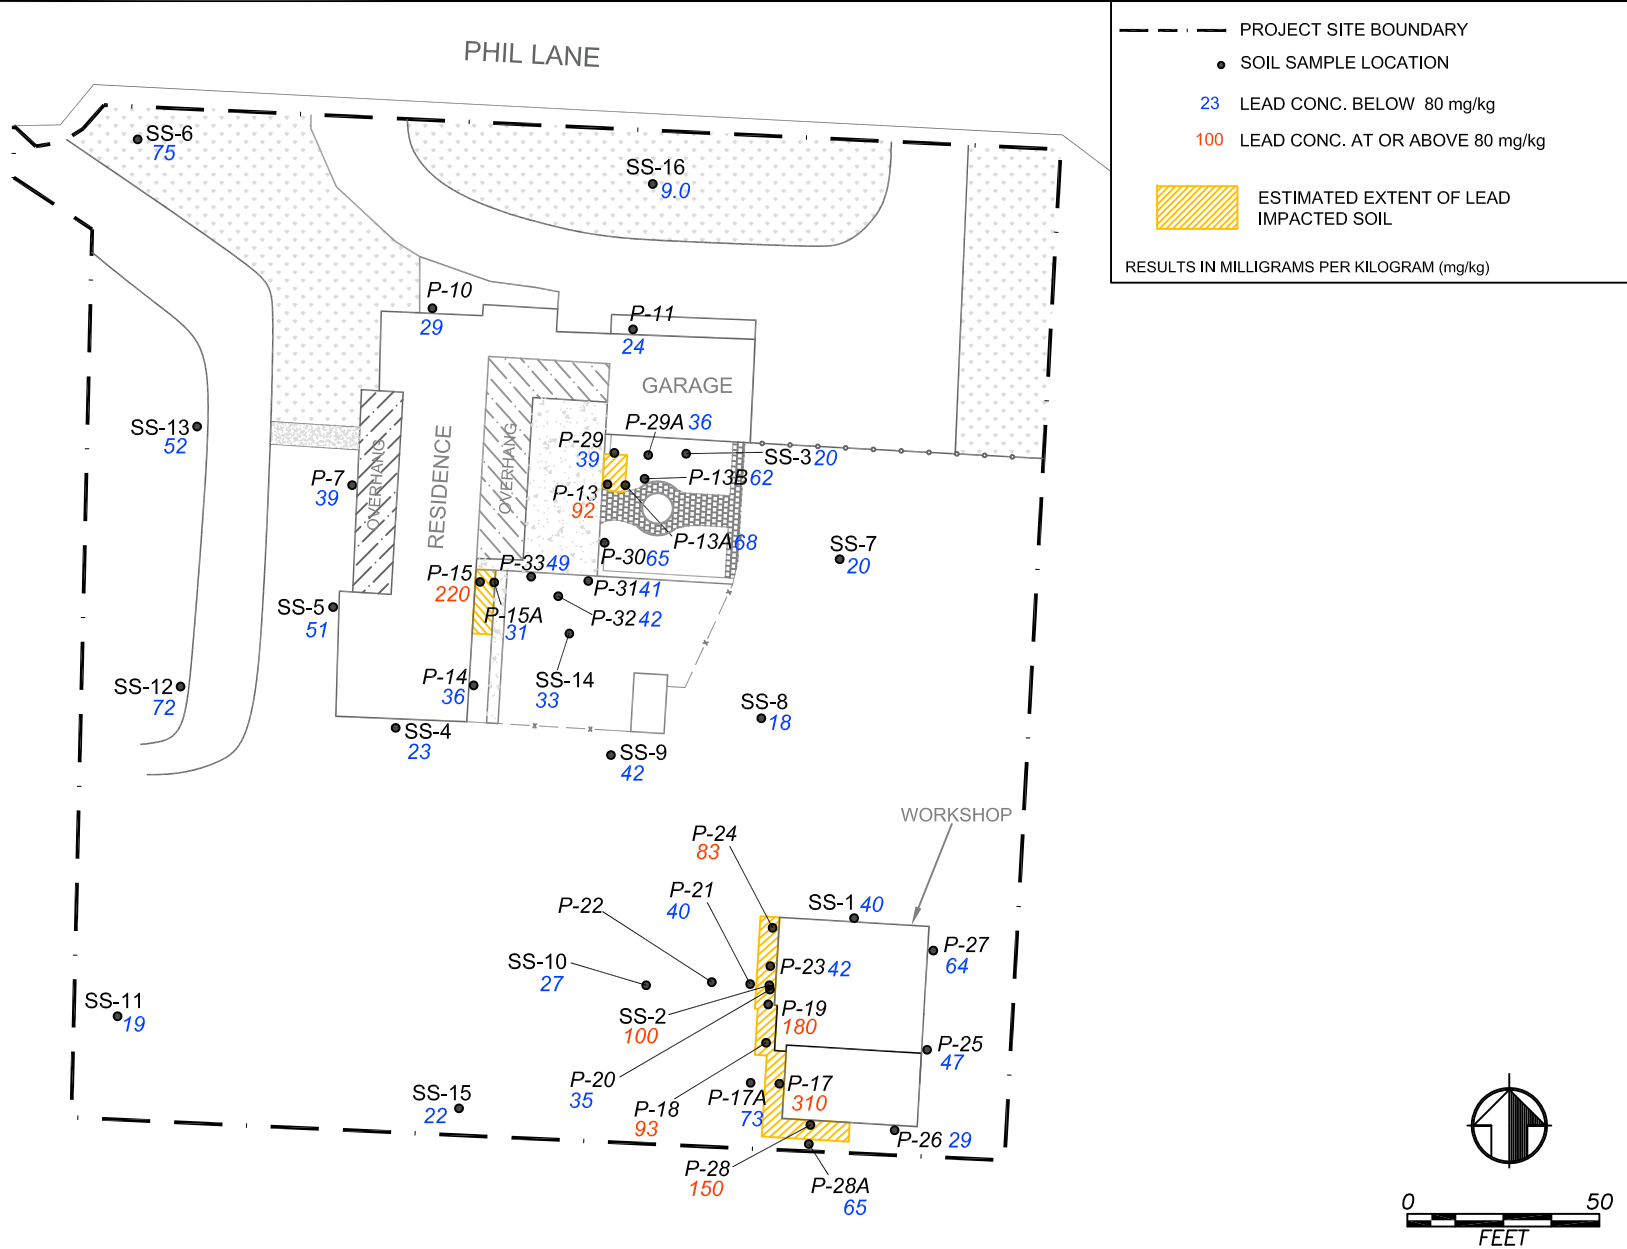 PHIL LANE
PROJECT SITE BOUNDARY
SOIL SAMPLE LOCATION
23 LEAD CONC. BELOW 80 mg/kg
100 LEAD CONC. AT OR ABOVE 80 mg/kg
ESTIMATED EXTENT OF LEAD
IMPACTED SOIL
RESULTS IN MILLIGRAMS PER KILOGRAM (mg/kg)
SS-6
75
SS-16
9.0
P-10
29
P-11
24
GARAGE
P-29A 36
SS-13
52
P-29
39
SS-3 20
P-7
39
OVERHANG
RESIDENCE
OVERHANG
P-13B 62
P-13
92
P-13A 68
P-30 65
SS-7
20
P-33 49
P-15
220
P-31 41
SS-5
51
P-15A
31
P-32 42
SS-14
33
P-14
36
SS-12
72
SS-8
18
SS-4
23
SS-9
42
WORKSHOP
P-24
83
P-21
40
SS-1 40
P-22
P-27
64
SS-10
27
P-23 42
SS-11
19
SS-2
100
P-19
180
P-25
47
P-20
35
P-17
310
P-17A
73
SS-15
22
P-18
93
P-26 29
P-28
150
P-28A
65
0 50
FEET